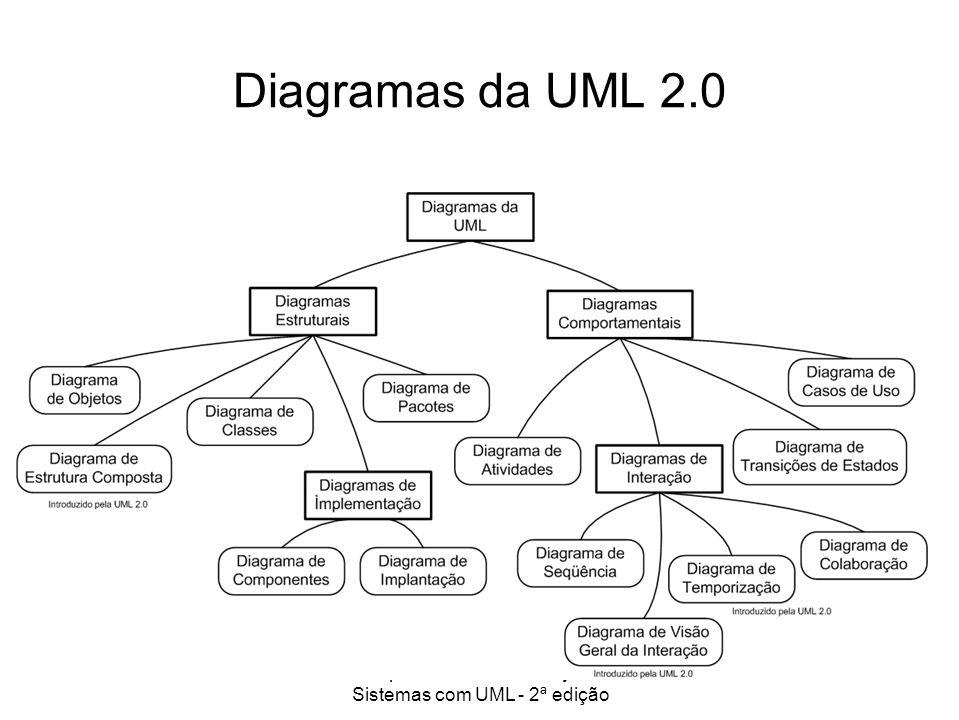 Diagramas da UML 2.0
Diagramas da
UML
Diagramas
Estruturais
Diagramas
Comportamentais
Diagrama
de Objetos
Diagrama de
Classes
Diagrama de
Pacotes
Diagrama de
Casos de Uso
Diagrama de
Estrutura Composta
Introduzido pela UML 2.0
Diagramas de
Ìmplementação
Diagrama de
Atividades
Diagramas de
Interação
Diagrama de
Transições de Estados
Diagrama de
Componentes
Diagrama de
Implantação
Diagrama de
Seqüência
Diagrama de
Temporização
Introduzido pela UML 2.0
Diagrama de
Colaboração
Diagrama de Visão
Geral da Interação
Introduzido pela UML 2.0
Sistemas com UML - 2ª edição